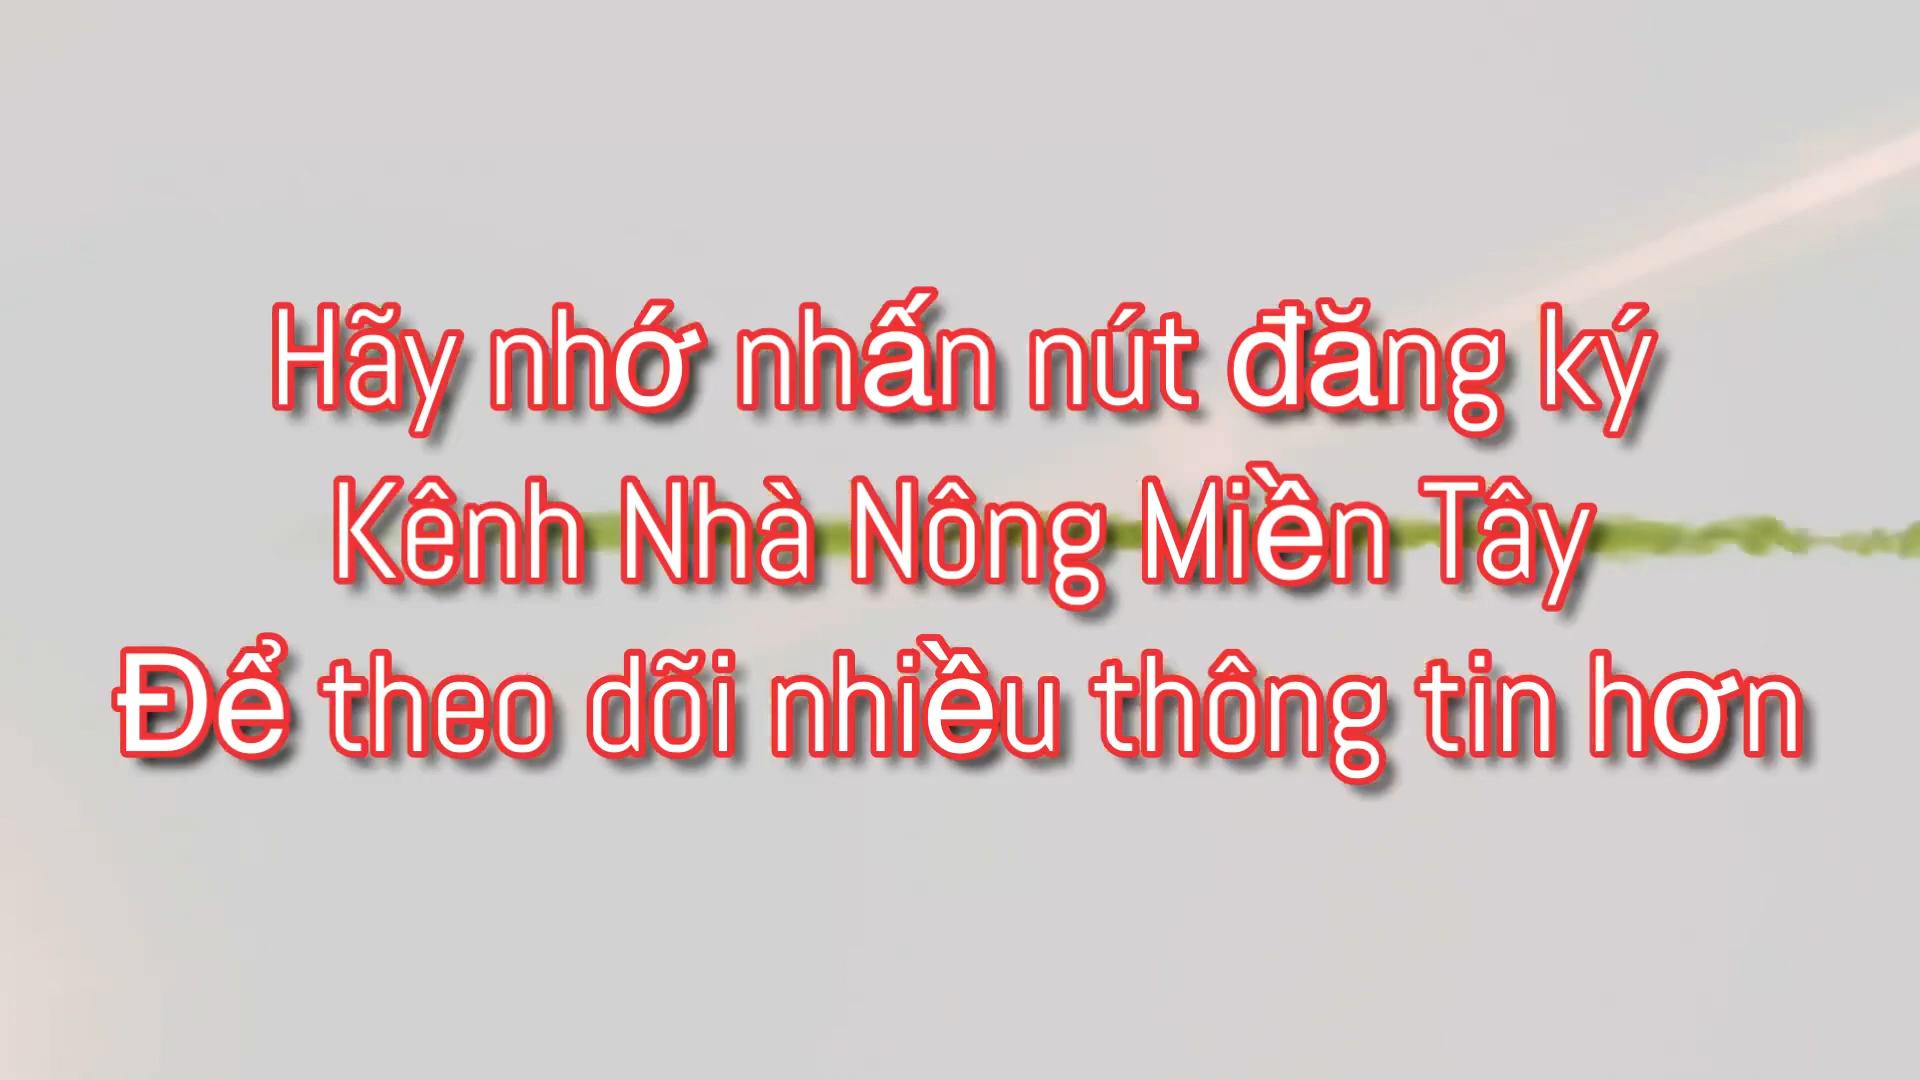 Hãy nhớ nhấn nút đăng ký
Kênh Nhà Nông Miền Tây
Để theo dõi nhiều thông tin hơn